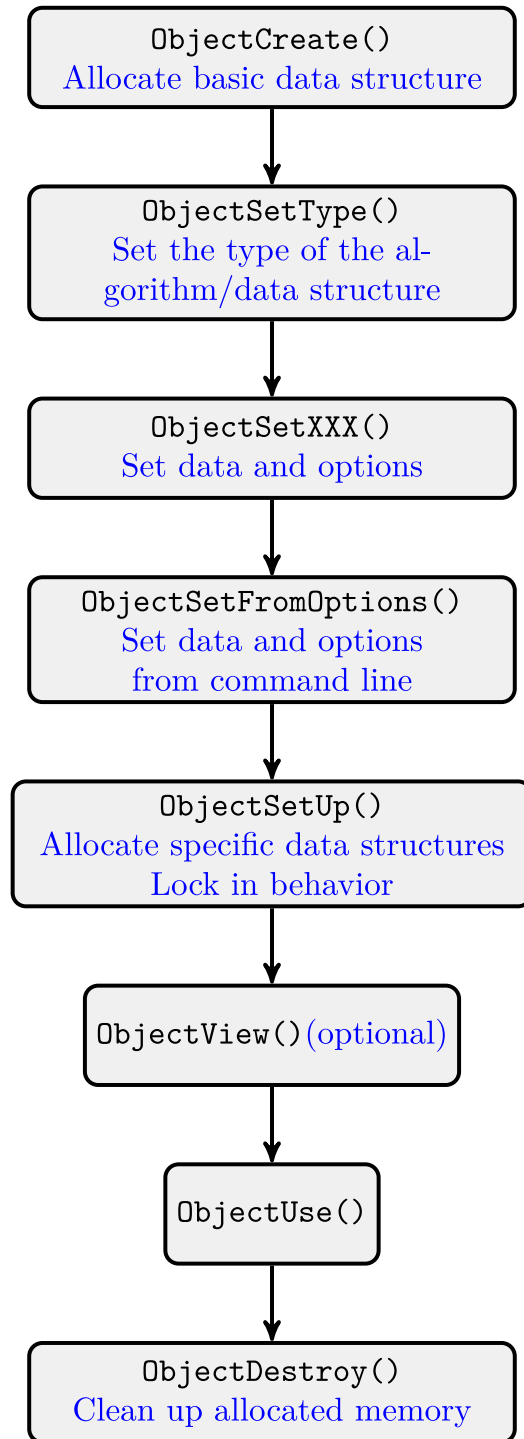 ObjectCreate()
Allocate basic data structure
ObjectSetType()
Set the type of the al-
gorithm/data structure
ObjectSetXXX()
Set data and options
ObjectSetFromOptions()
Set data and options
from command line
ObjectSetUp()
Allocate specific data structures
Lock in behavior
ObjectView()(optional)
ObjectUse()
ObjectDestroy()
Clean up allocated memory